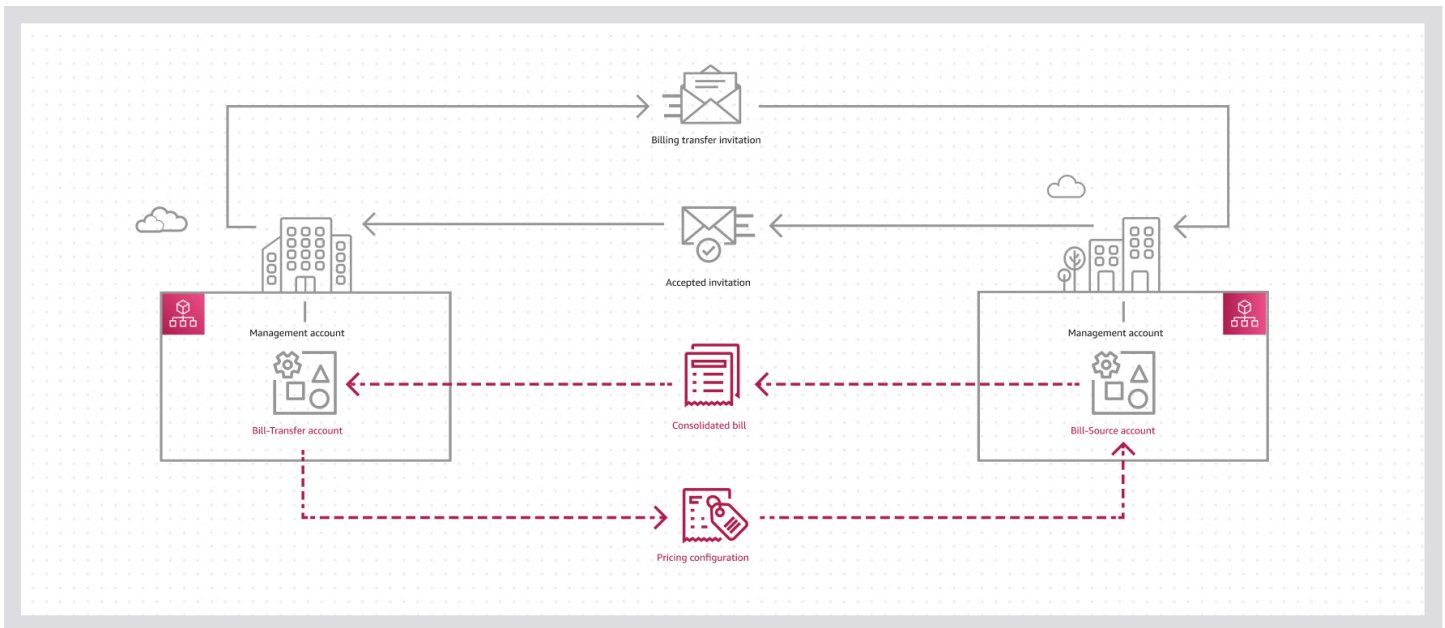 Billing transfer invitation
Accepted invitation
Management account
Management account
Bill-Transfer account
Consolidated bill
Bill-Source account
Pricing configuration